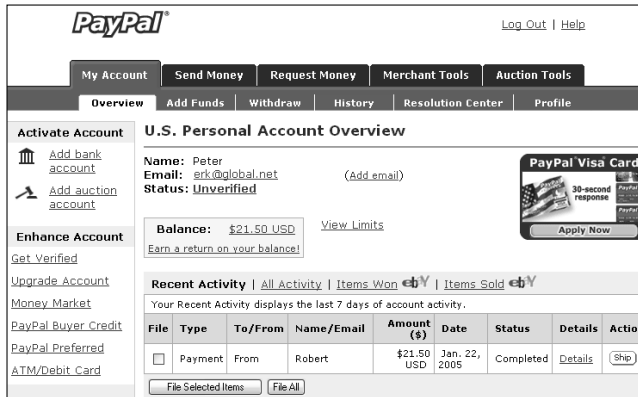 PayPal
Log Out | Help
My Account Send Money Request Money Merchant Tools Auction Tools
Overview Add Funds Withdraw History Resolution Center Profile
Activate Account
Add bank
account
Add auction
account
Enhance Account
Get Verified
Upgrade Account
Money Market
PayPal Buyer Credit
PayPal Preferred
ATM/Debit Card
U.S. Personal Account Overview
Name: Peter
Email: erk@global.net (Add email)
Status: Unverified
Balance: $21.50 USD View Limits
Earn a return on your balance!
PayPal Visa Card
30-second
response
Apply Now
Recent Activity | All Activity | Items Won ebY | Items Sold ebY
Your Recent Activity displays the last 7 days of account activity.
File Type To/From Name/Email Amount ($) Date Status Details Actio
Payment From Robert $21.50 USD Jan. 22, 2005 Completed Details Ship
File Selected Items File All